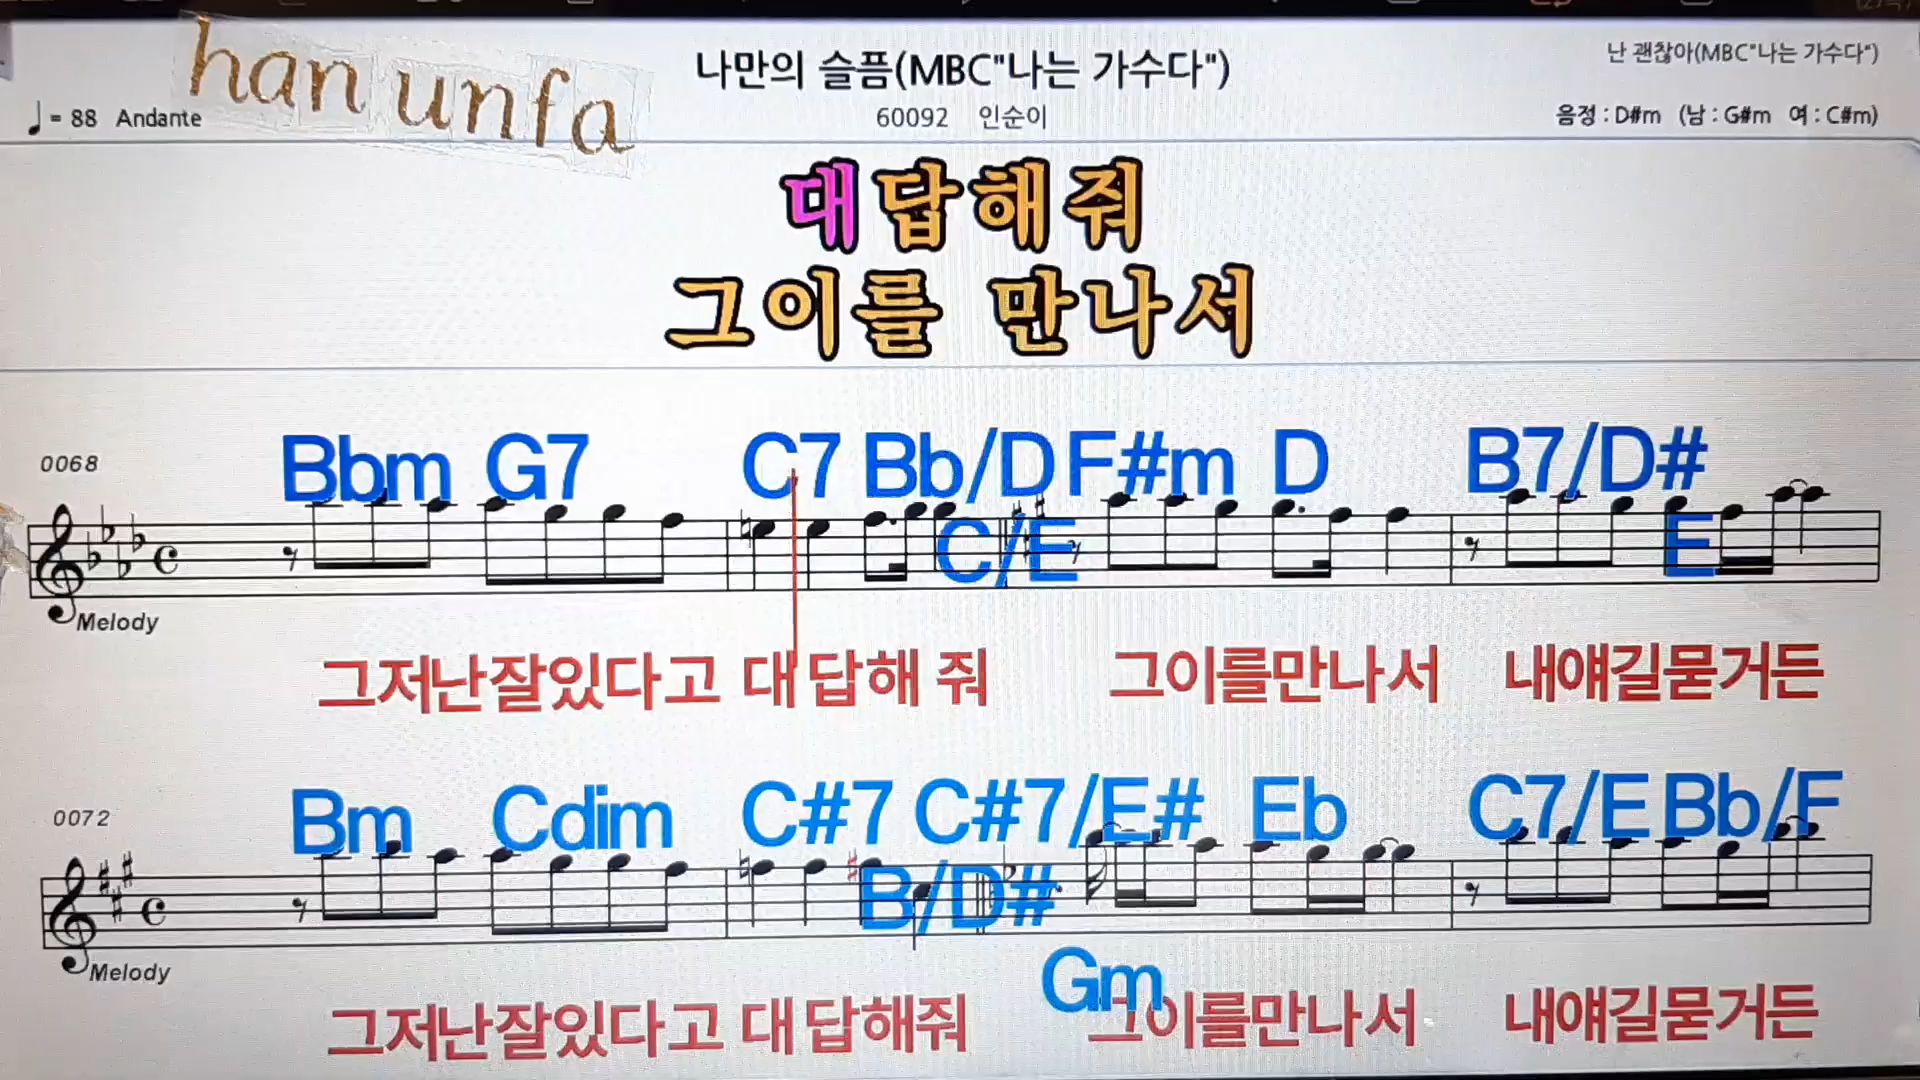 han unfa
나만의 슬픔(MBC"나는 가수다")
난 괜찮아(MBC"나는 가수다")
♩= 88 Andante
60092 인순이
음정 : D#m (남 : G#m 여 : C#m)
대답해줘
그이를 만나서
0068
Bbm G7 C7 Bb/D F#m D B7/D#
C/E E
Melody
그저난잘있다고 대답해 줘 그이를만나서 내얘길묻거든
0072
Bm Cdim C#7 C#7/E# Eb C7/E Bb/F
B/D#
Melody
Gm
그저난잘있다고 대답해줘 그이를만나서 내얘길묻거든